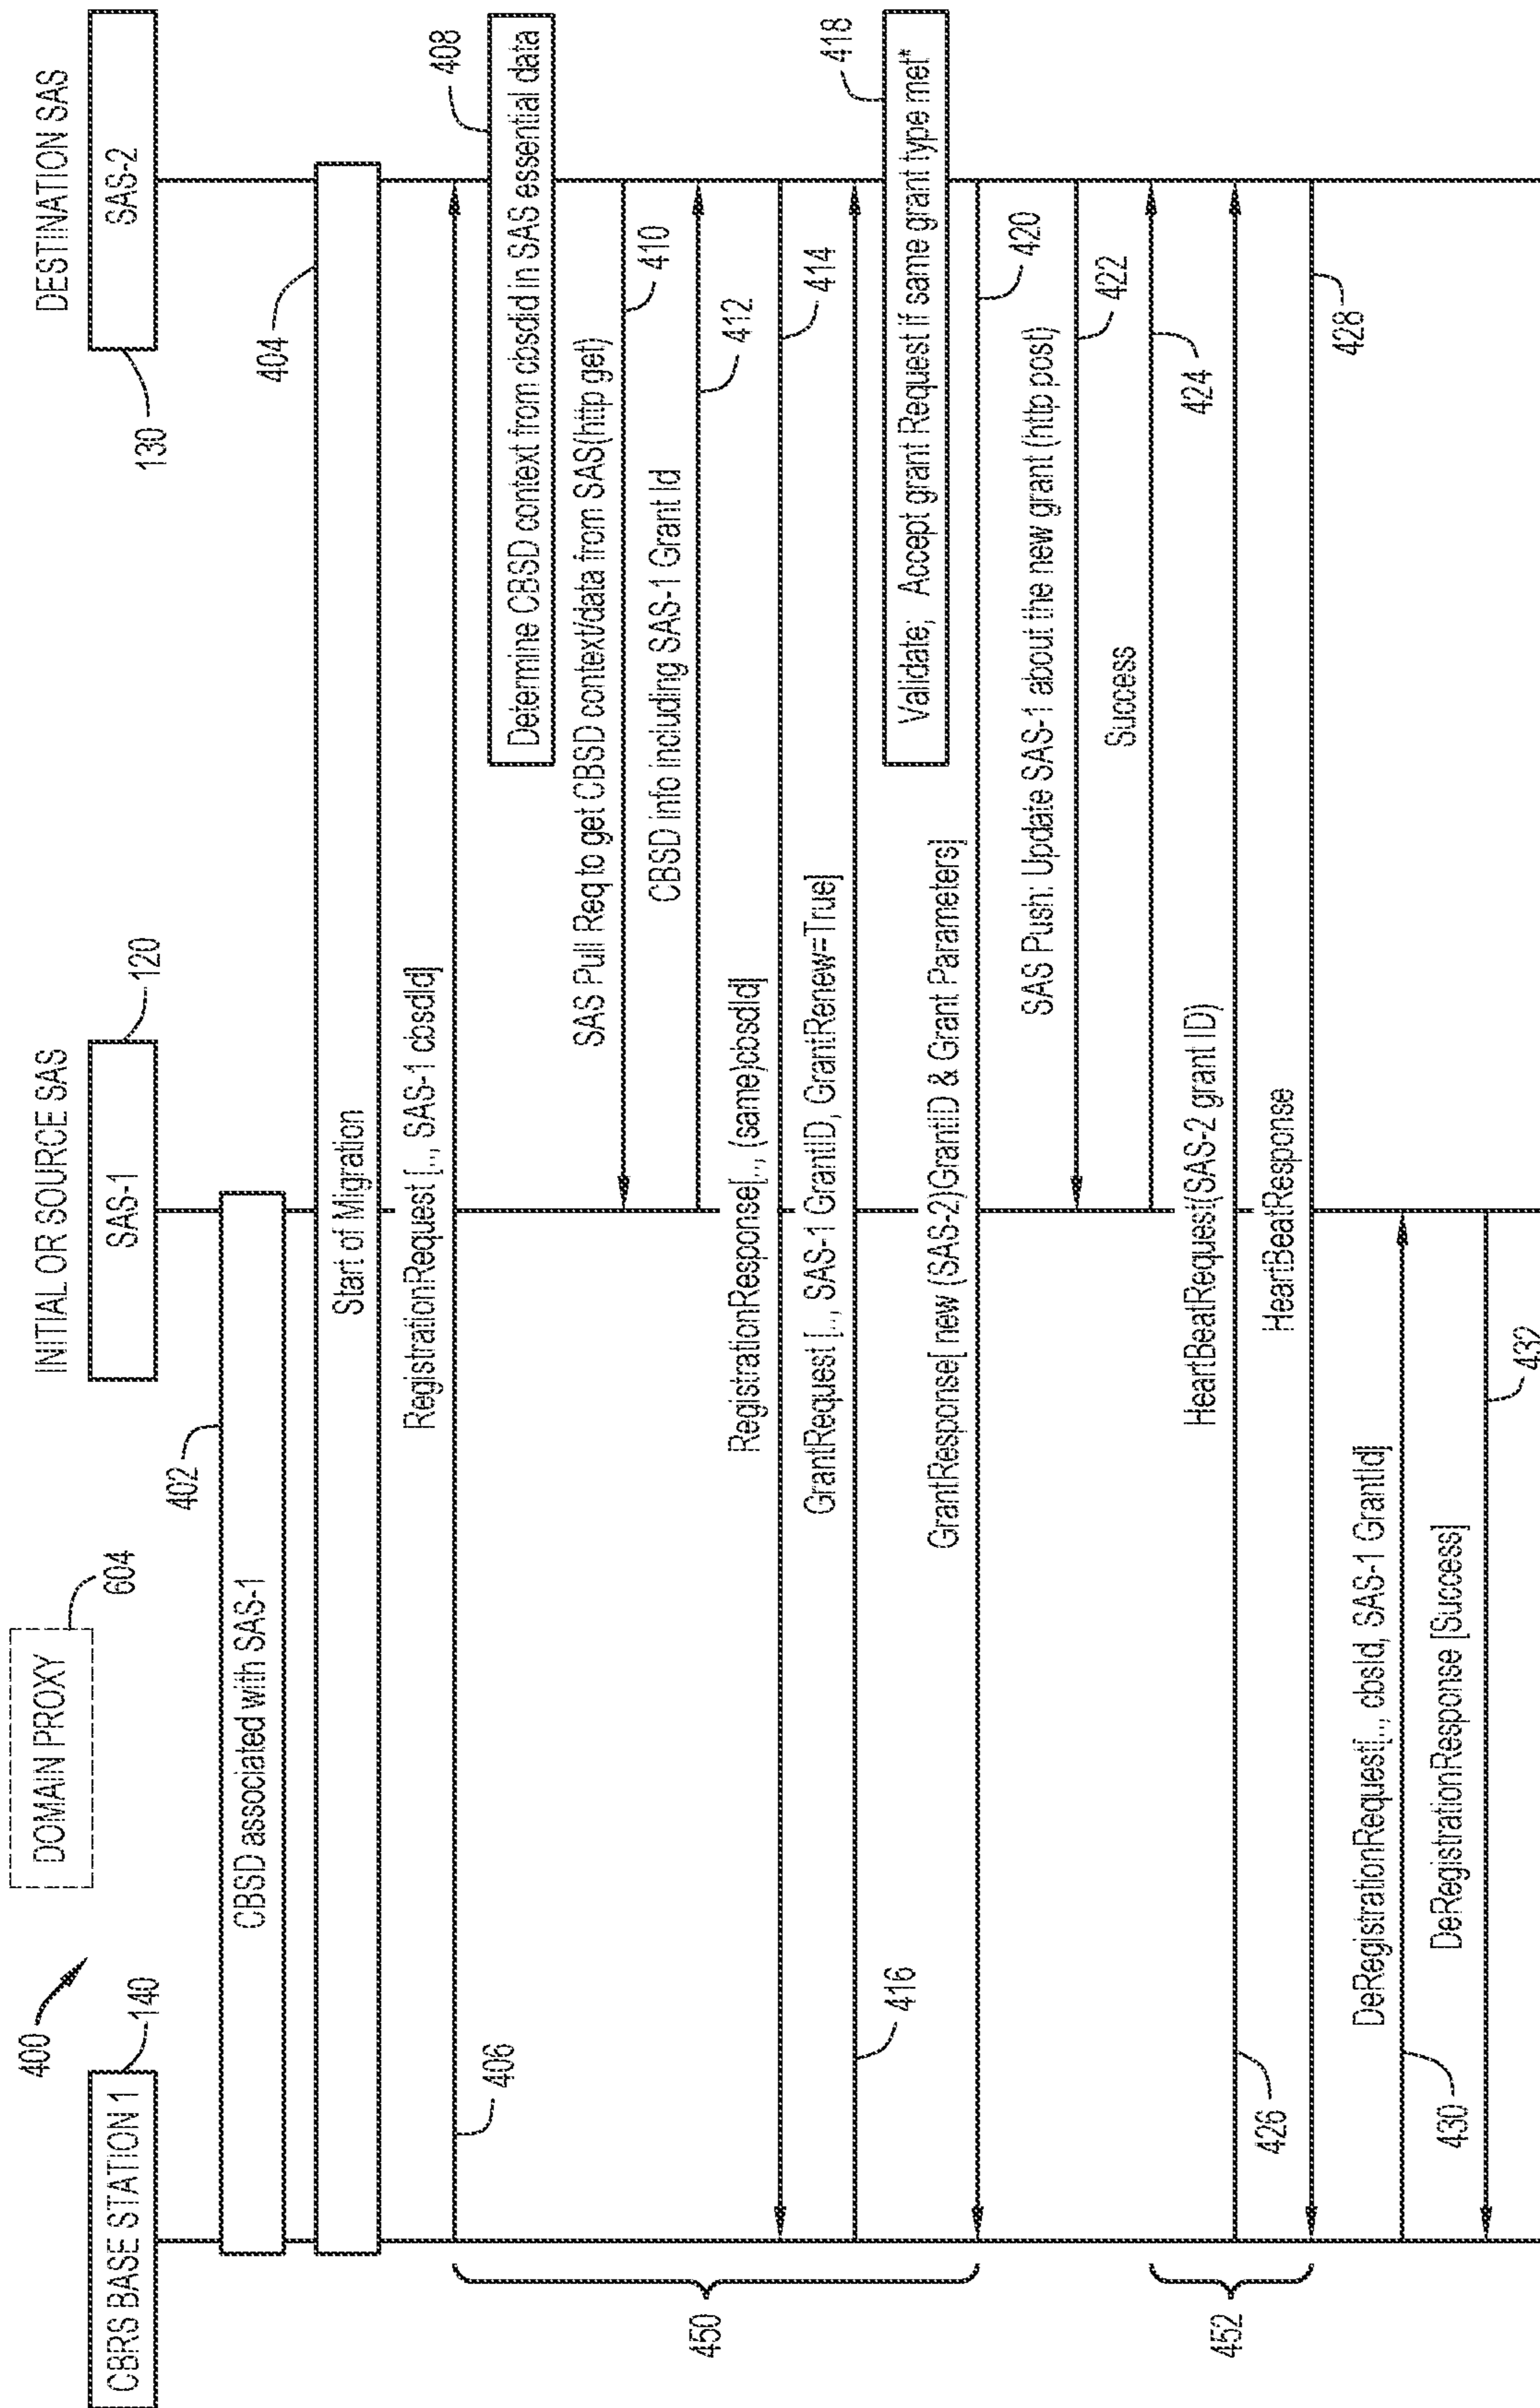 400
DOMAIN PROXY
604
INITIAL OR SOURCE SAS
DESTINATION SAS
CBRS BASE STATION 1
140
SAS-1
120
SAS-2
130
CBSD associated with SAS-1
402
Start of Migration
404
RegistrationRequest [.., SAS-1 cbsdId]
406
Determine CBSD context from cbsdid in SAS essential data
408
SAS Pull Req to get CBSD context/data from SAS(http get)
410
CBSD info including SAS-1 Grant Id
412
RegistrationResponse[.., (same)cbsdId]
414
GrantRequest [.., SAS-1 GrantID, GrantRenew=True]
416
Validate; Accept grant Request if same grant type met*
418
GrantResponse[ new (SAS-2)GrantID & Grant Parameters]
420
450
SAS Push: Update SAS-1 about the new grant (http post)
422
Success
424
HeartBeatRequest(SAS-2 grant ID)
426
HeartBeatResponse
428
452
DeRegistrationRequest[.., cbsId, SAS-1 GrantId]
430
DeRegistrationResponse [Success]
432